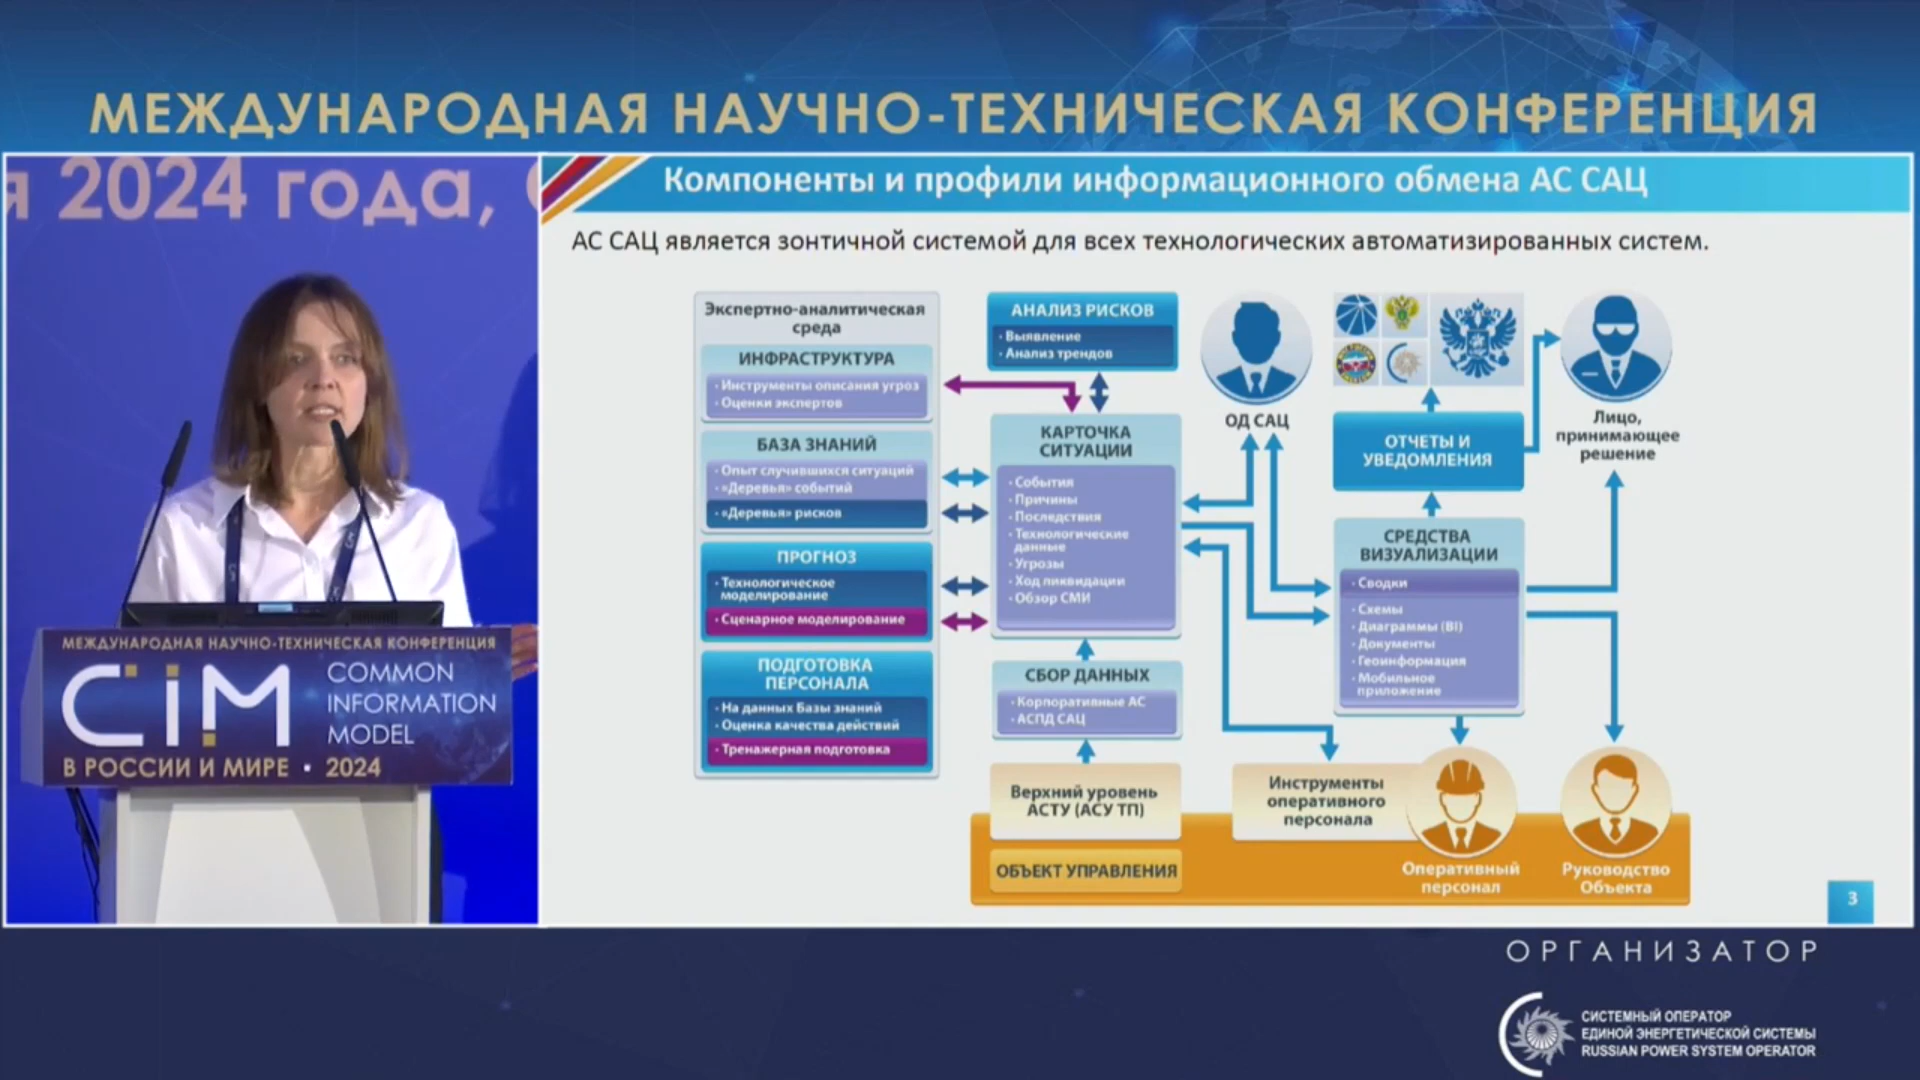 МЕЖДУНАРОДНАЯ НАУЧНО-ТЕХНИЧЕСКАЯ КОНФЕРЕНЦИЯ
2024 года,
МЕЖДУНАРОДНАЯ НАУЧНО-ТЕХНИЧЕСКАЯ КОНФЕРЕНЦИЯ
CIM
COMMON
INFORMATION
MODEL
В РОССИИ И МИРЕ • 2024
Компоненты и профили информационного обмена АС САЦ
АС САЦ является зонтичной системой для всех технологических автоматизированных систем.
Экспертно-аналитическая
среда
ИНФРАСТРУКТУРА
· Инструменты описания угроз
· Оценки экспертов
БАЗА ЗНАНИЙ
· Опыт случившихся ситуаций
· «Деревья» событий
· «Деревья» рисков
ПРОГНОЗ
· Технологическое
моделирование
· Сценарное моделирование
ПОДГОТОВКА
ПЕРСОНАЛА
· На данных Базы знаний
· Оценка качества действий
· Тренажерная подготовка
АНАЛИЗ РИСКОВ
· Выявление
· Анализ трендов
КАРТОЧКА
СИТУАЦИИ
· События
· Причины
· Последствия
· Технологические
данные
· Угрозы
· Ход ликвидации
· Обзор СМИ
СБОР ДАННЫХ
· Корпоративные АС
· АСПД САЦ
Верхний уровень
АСТУ (АСУ ТП)
ОБЪЕКТ УПРАВЛЕНИЯ
ОД САЦ
ОТЧЕТЫ И
УВЕДОМЛЕНИЯ
СРЕДСТВА
ВИЗУАЛИЗАЦИИ
· Сводки
· Схемы
· Диаграммы (BI)
· Документы
· Геоинформация
· Мобильное
приложение
Лицо,
принимающее
решение
Инструменты
оперативного
персонала
Оперативный
персонал
Руководство
Объекта
3
ОРГАНИЗАТОР
СИСТЕМНЫЙ ОПЕРАТОР
ЕДИНОЙ ЭНЕРГЕТИЧЕСКОЙ СИСТЕМЫ
RUSSIAN POWER SYSTEM OPERATOR